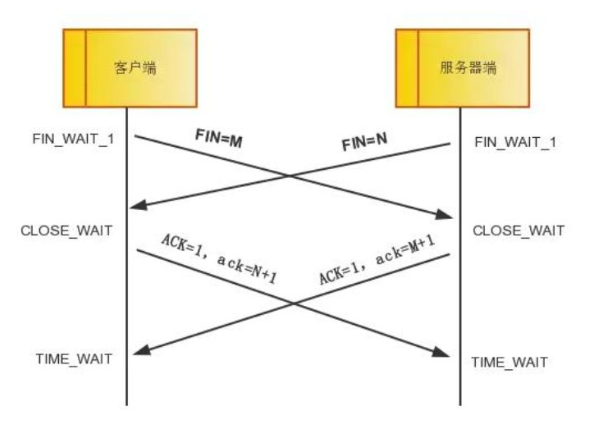 客户端
服务器端
FIN_WAIT_1
FIN=M
FIN=N
FIN_WAIT_1
CLOSE_WAIT
CLOSE_WAIT
ACK=1, ack=N+1
ACK=1, ack=M+1
TIME_WAIT
TIME_WAIT